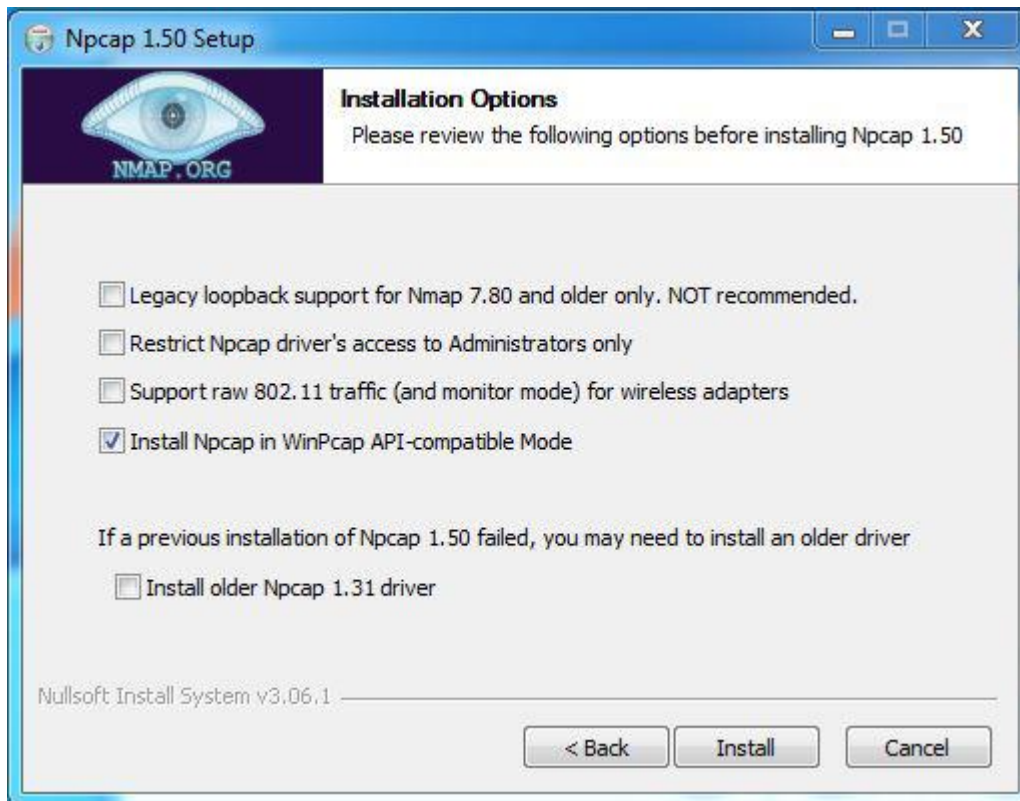 Npcap 1.50 Setup
NMAP.ORG
Installation Options
Please review the following options before installing Npcap 1.50
Legacy loopback support for Nmap 7.80 and older only. NOT recommended.
Restrict Npcap driver's access to Administrators only
Support raw 802.11 traffic (and monitor mode) for wireless adapters
Install Npcap in WinPcap API-compatible Mode
If a previous installation of Npcap 1.50 failed, you may need to install an older driver
Install older Npcap 1.31 driver
Nullsoft Install System v3.06.1
< Back
Install
Cancel